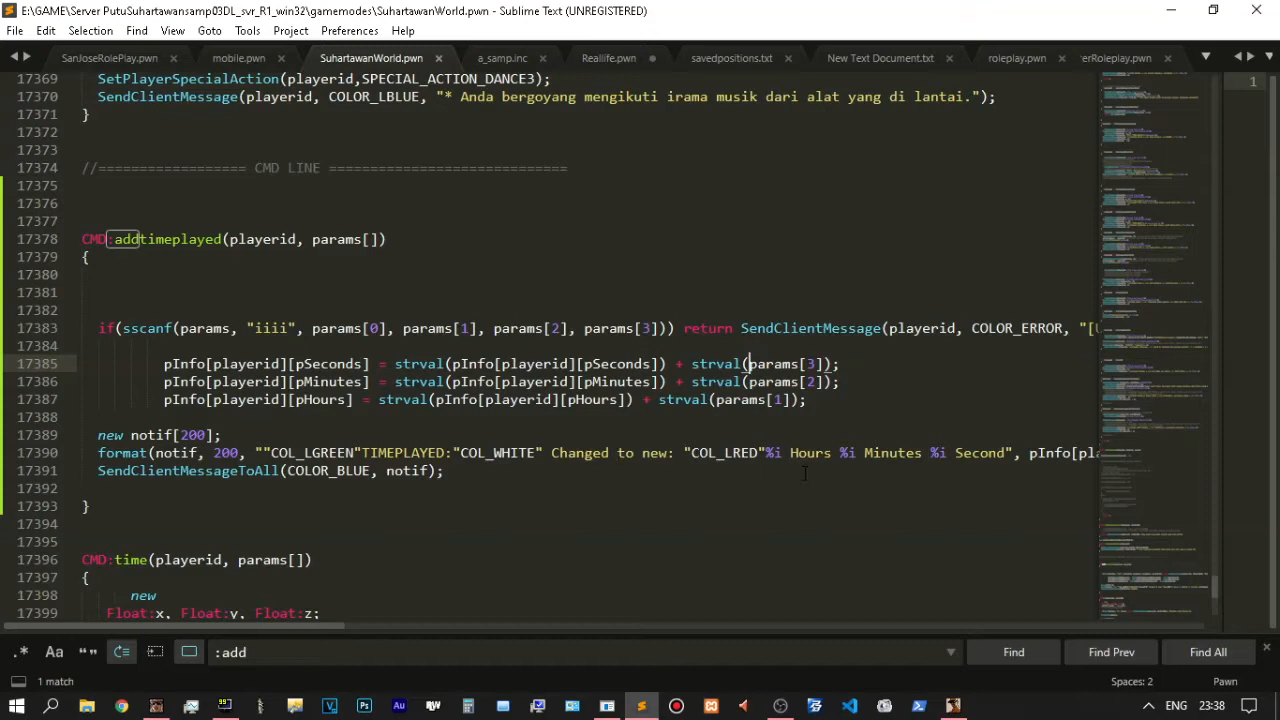 E:\GAME\Server PutuSuhartawansamp03DL_svr_R1_win32\gamemodes\SuhartawanWorld.pwn - Sublime Text (UNREGISTERED)
File Edit Selection Find View Goto Tools Project Preferences Help
SanJoseRolePlay.pwn mobile.pwn SuhartawanWorld.pwn a_samp.inc Reallife.pwn savedpositions.txt New Text Document.txt roleplay.pwn erRoleplay.pwn
17369 SetPlayerSpecialAction(playerid,SPECIAL_ACTION_DANCE3);
17370 SendClientMessage(playerid, COLOR_LBLUE, "* Anda bergoyang mengikuti irama musik dari alat yang di lantai.");
17371 }
17372
17373
17374 //================== CMD LINE =============================
17375
17376
17377
17378 CMD:addtimeplayed(playerid, params[])
17379 {
17380
17381
17382
17383 if(sscanf(params, "iiii", params[0], params[1], params[2], params[3])) return SendClientMessage(playerid, COLOR_ERROR, "[U
17384
17385 pInfo[playerid][pSeconds] = strval(pInfo[playerid][pSeconds]) + strval(params[3]);
17386 pInfo[playerid][pMinutes] = strval(pInfo[playerid][pMinutes]) + strval(params[2]);
17387 pInfo[playerid][pHours] = strval(pInfo[playerid][pHours]) + strval(params[1]);
17388
17389 new notif[200];
17390 format(notif, 200, ""COL_LGREEN"TIMEPLAYED:"COL_WHITE" Changed to new: "COL_LRED"%i Hours %i Minutes %i Second", pInfo[pla
17391 SendClientMessageToAll(COLOR_BLUE, notif);
17392
17393 }
17394
17395
17396 CMD:time(playerid, params[])
17397 {
17398 new
17399 Float:x, Float:y, Float:z;
1
.* Aa :add Find Find Prev Find All
1 match Spaces: 2 Pawn
ENG 23:38